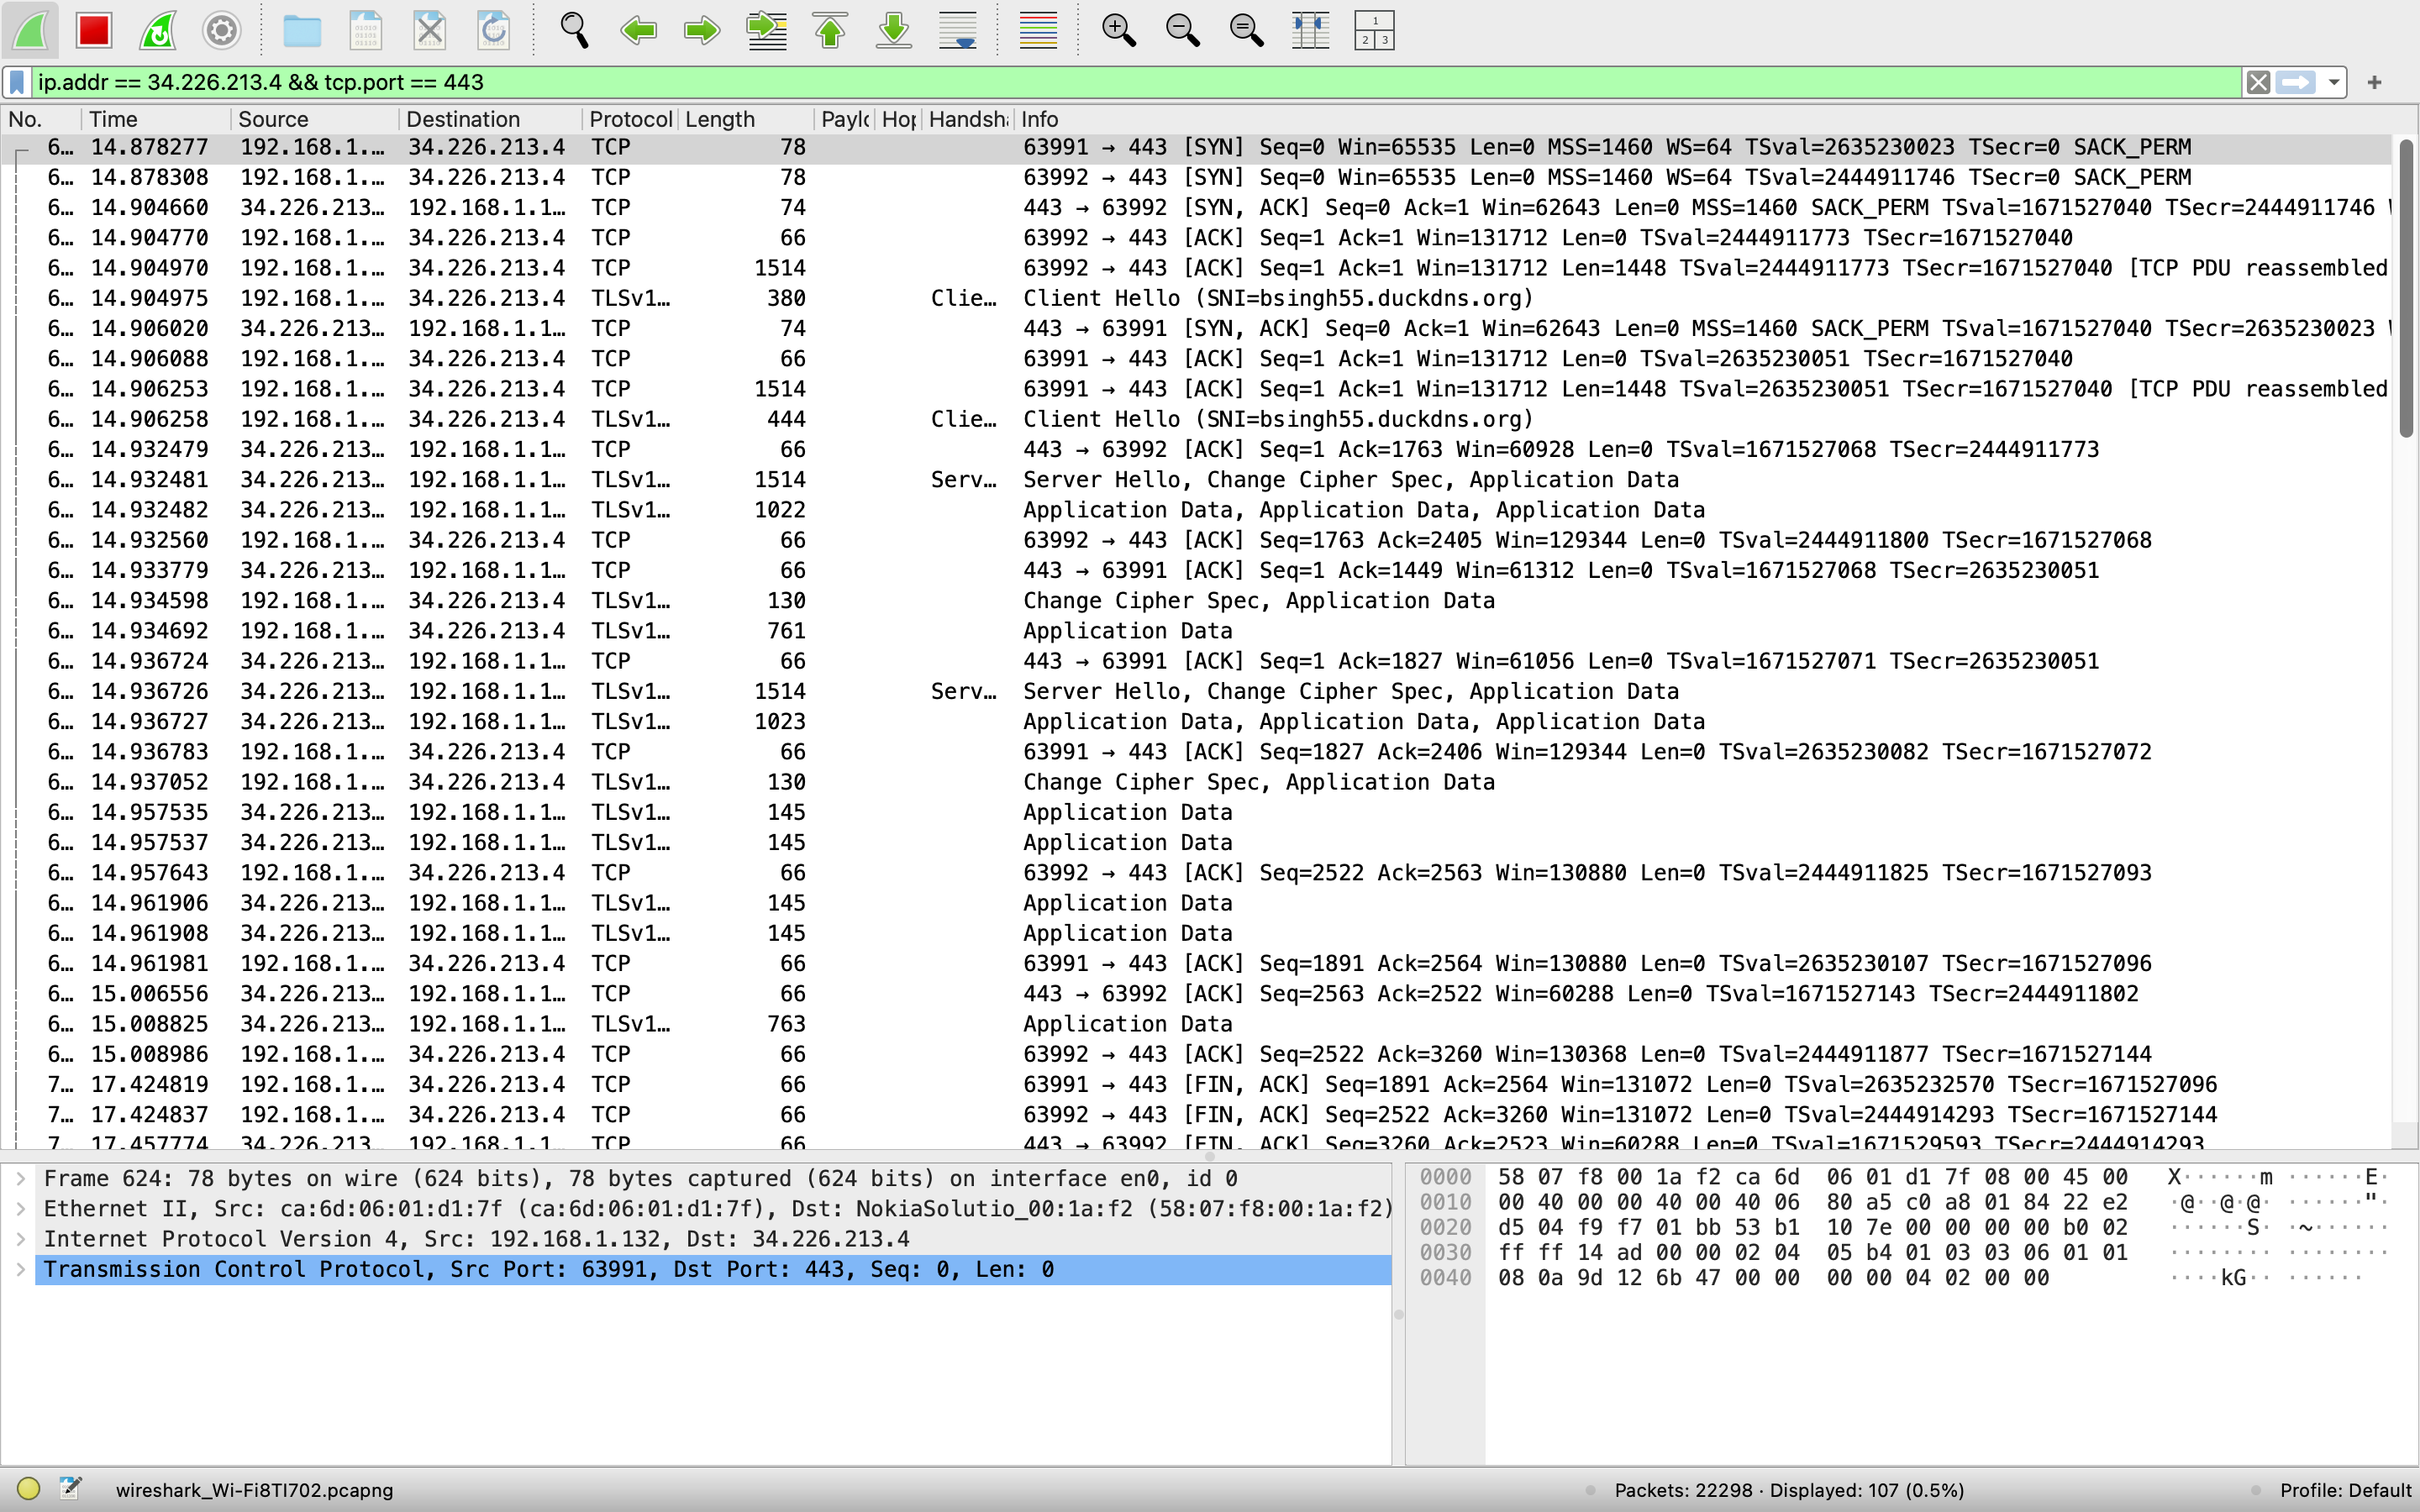 1
2 3
ip.addr == 34.226.213.4 && tcp.port == 443
No. Time Source Destination Protocol Length Paylc Hop Handsh Info
6… 14.878277 192.168.1.… 34.226.213.4 TCP 78 63991 → 443 [SYN] Seq=0 Win=65535 Len=0 MSS=1460 WS=64 TSval=2635230023 TSecr=0 SACK_PERM
6… 14.878308 192.168.1.… 34.226.213.4 TCP 78 63992 → 443 [SYN] Seq=0 Win=65535 Len=0 MSS=1460 WS=64 TSval=2444911746 TSecr=0 SACK_PERM
6… 14.904660 34.226.213… 192.168.1.1… TCP 74 443 → 63992 [SYN, ACK] Seq=0 Ack=1 Win=62643 Len=0 MSS=1460 SACK_PERM TSval=1671527040 TSecr=2444911746
6… 14.904770 192.168.1.… 34.226.213.4 TCP 66 63992 → 443 [ACK] Seq=1 Ack=1 Win=131712 Len=0 TSval=2444911773 TSecr=1671527040
6… 14.904970 192.168.1.… 34.226.213.4 TCP 1514 63992 → 443 [ACK] Seq=1 Ack=1 Win=131712 Len=1448 TSval=2444911773 TSecr=1671527040 [TCP PDU reassembled
6… 14.904975 192.168.1.… 34.226.213.4 TLSv1… 380 Clie… Client Hello (SNI=bsingh55.duckdns.org)
6… 14.906020 34.226.213… 192.168.1.1… TCP 74 443 → 63991 [SYN, ACK] Seq=0 Ack=1 Win=62643 Len=0 MSS=1460 SACK_PERM TSval=1671527040 TSecr=2635230023
6… 14.906088 192.168.1.… 34.226.213.4 TCP 66 63991 → 443 [ACK] Seq=1 Ack=1 Win=131712 Len=0 TSval=2635230051 TSecr=1671527040
6… 14.906253 192.168.1.… 34.226.213.4 TCP 1514 63991 → 443 [ACK] Seq=1 Ack=1 Win=131712 Len=1448 TSval=2635230051 TSecr=1671527040 [TCP PDU reassembled
6… 14.906258 192.168.1.… 34.226.213.4 TLSv1… 444 Clie… Client Hello (SNI=bsingh55.duckdns.org)
6… 14.932479 34.226.213… 192.168.1.1… TCP 66 443 → 63992 [ACK] Seq=1 Ack=1763 Win=60928 Len=0 TSval=1671527068 TSecr=2444911773
6… 14.932481 34.226.213… 192.168.1.1… TLSv1… 1514 Serv… Server Hello, Change Cipher Spec, Application Data
6… 14.932482 34.226.213… 192.168.1.1… TLSv1… 1022 Application Data, Application Data, Application Data
6… 14.932560 192.168.1.… 34.226.213.4 TCP 66 63992 → 443 [ACK] Seq=1763 Ack=2405 Win=129344 Len=0 TSval=2444911800 TSecr=1671527068
6… 14.933779 34.226.213… 192.168.1.1… TCP 66 443 → 63991 [ACK] Seq=1 Ack=1449 Win=61312 Len=0 TSval=1671527068 TSecr=2635230051
6… 14.934598 192.168.1.… 34.226.213.4 TLSv1… 130 Change Cipher Spec, Application Data
6… 14.934692 192.168.1.… 34.226.213.4 TLSv1… 761 Application Data
6… 14.936724 34.226.213… 192.168.1.1… TCP 66 443 → 63991 [ACK] Seq=1 Ack=1827 Win=61056 Len=0 TSval=1671527071 TSecr=2635230051
6… 14.936726 34.226.213… 192.168.1.1… TLSv1… 1514 Serv… Server Hello, Change Cipher Spec, Application Data
6… 14.936727 34.226.213… 192.168.1.1… TLSv1… 1023 Application Data, Application Data, Application Data
6… 14.936783 192.168.1.… 34.226.213.4 TCP 66 63991 → 443 [ACK] Seq=1827 Ack=2406 Win=129344 Len=0 TSval=2635230082 TSecr=1671527072
6… 14.937052 192.168.1.… 34.226.213.4 TLSv1… 130 Change Cipher Spec, Application Data
6… 14.957535 34.226.213… 192.168.1.1… TLSv1… 145 Application Data
6… 14.957537 34.226.213… 192.168.1.1… TLSv1… 145 Application Data
6… 14.957643 192.168.1.… 34.226.213.4 TCP 66 63992 → 443 [ACK] Seq=2522 Ack=2563 Win=130880 Len=0 TSval=2444911825 TSecr=1671527093
6… 14.961906 34.226.213… 192.168.1.1… TLSv1… 145 Application Data
6… 14.961908 34.226.213… 192.168.1.1… TLSv1… 145 Application Data
6… 14.961981 192.168.1.… 34.226.213.4 TCP 66 63991 → 443 [ACK] Seq=1891 Ack=2564 Win=130880 Len=0 TSval=2635230107 TSecr=1671527096
6… 15.006556 34.226.213… 192.168.1.1… TCP 66 443 → 63992 [ACK] Seq=2563 Ack=2522 Win=60288 Len=0 TSval=1671527143 TSecr=2444911802
6… 15.008825 34.226.213… 192.168.1.1… TLSv1… 763 Application Data
6… 15.008986 192.168.1.… 34.226.213.4 TCP 66 63992 → 443 [ACK] Seq=2522 Ack=3260 Win=130368 Len=0 TSval=2444911877 TSecr=1671527144
7… 17.424819 192.168.1.… 34.226.213.4 TCP 66 63991 → 443 [FIN, ACK] Seq=1891 Ack=2564 Win=131072 Len=0 TSval=2635232570 TSecr=1671527096
7… 17.424837 192.168.1.… 34.226.213.4 TCP 66 63992 → 443 [FIN, ACK] Seq=2522 Ack=3260 Win=131072 Len=0 TSval=2444914293 TSecr=1671527144
7… 17.457774 34.226.213… 192.168.1.1… TCP 66 443 → 63992 [FIN, ACK] Seq=3260 Ack=2523 Win=60288 Len=0 TSval=1671529593 TSecr=2444914293
Frame 624: 78 bytes on wire (624 bits), 78 bytes captured (624 bits) on interface en0, id 0
Ethernet II, Src: ca:6d:06:01:d1:7f (ca:6d:06:01:d1:7f), Dst: NokiaSolutio_00:1a:f2 (58:07:f8:00:1a:f2)
Internet Protocol Version 4, Src: 192.168.1.132, Dst: 34.226.213.4
Transmission Control Protocol, Src Port: 63991, Dst Port: 443, Seq: 0, Len: 0
0000 58 07 f8 00 1a f2 ca 6d 06 01 d1 7f 08 00 45 00 X······m ······E·
0010 00 40 00 00 40 00 40 06 80 a5 c0 a8 01 84 22 e2 ·@··@·@· ······"·
0020 d5 04 f9 f7 01 bb 53 b1 10 7e 00 00 00 00 b0 02 ······S· ·~······
0030 ff ff 14 ad 00 00 02 04 05 b4 01 03 03 06 01 01 ········ ········
0040 08 0a 9d 12 6b 47 00 00 00 00 04 02 00 00 ····kG·· ······
wireshark_Wi-Fi8TI702.pcapng Packets: 22298 · Displayed: 107 (0.5%) Profile: Default